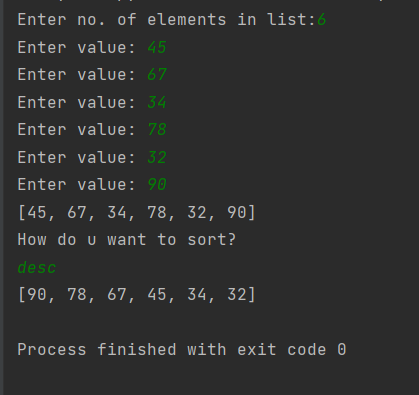 Enter no. of elements in list:6
Enter value: 45
Enter value: 67
Enter value: 34
Enter value: 78
Enter value: 32
Enter value: 90
[45, 67, 34, 78, 32, 90]
How do u want to sort?
desc
[90, 78, 67, 45, 34, 32]
Process finished with exit code 0